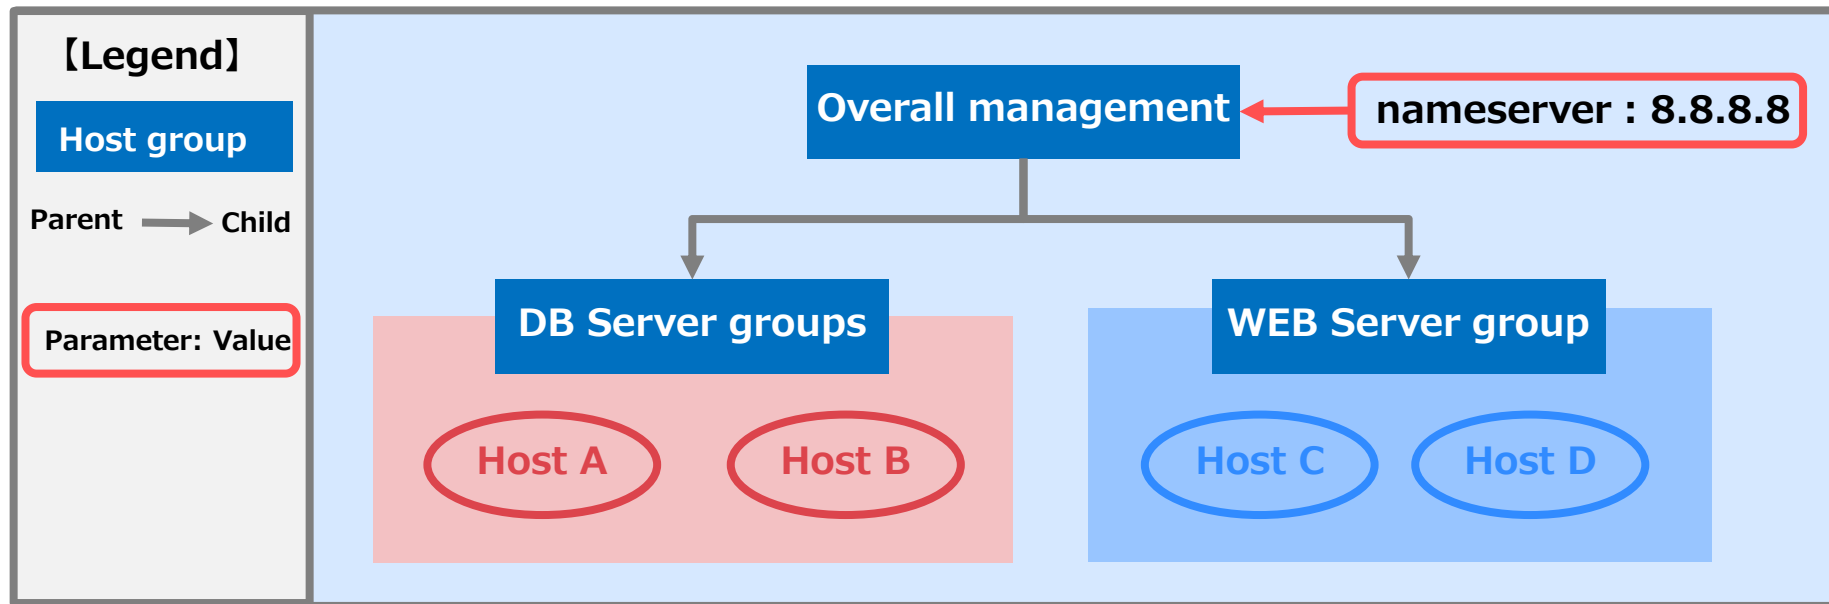 【Legend】
Host group
Parent
Child
Parameter: Value
Overall management
nameserver : 8.8.8.8
DB Server groups
WEB Server group
Host A
Host B
Host C
Host D